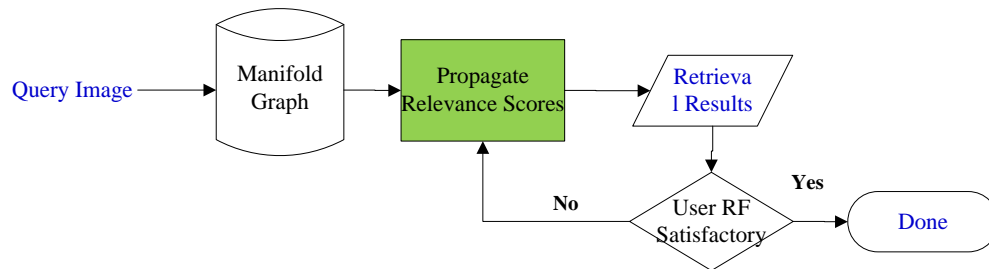 Query Image
Manifold
Graph
Propagate
Relevance Scores
Retrieva
l Results
User RF
Satisfactory
No
Yes
Done